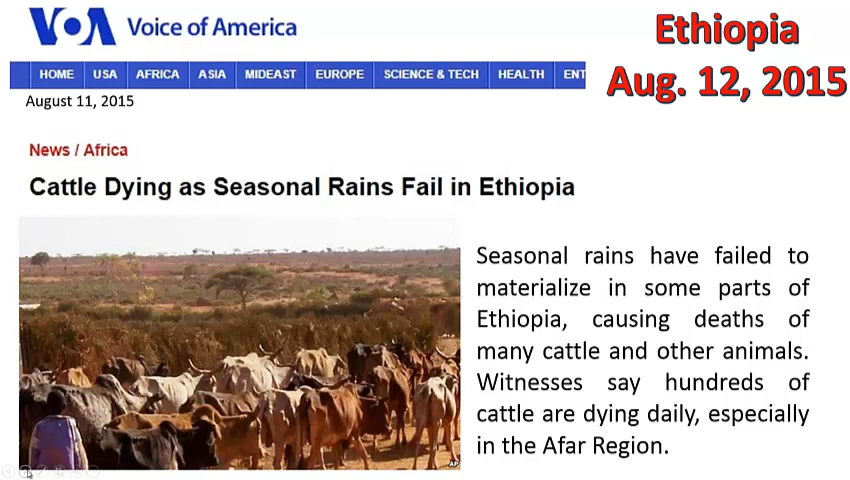 VOA Voice of America
Ethiopia
Aug. 12, 2015
HOME USA AFRICA ASIA MIDEAST EUROPE SCIENCE & TECH HEALTH ENT
August 11, 2015
News / Africa
Cattle Dying as Seasonal Rains Fail in Ethiopia
Seasonal rains have failed to
materialize in some parts of
Ethiopia, causing deaths of
many cattle and other animals.
Witnesses say hundreds of
cattle are dying daily, especially
in the Afar Region.
AP